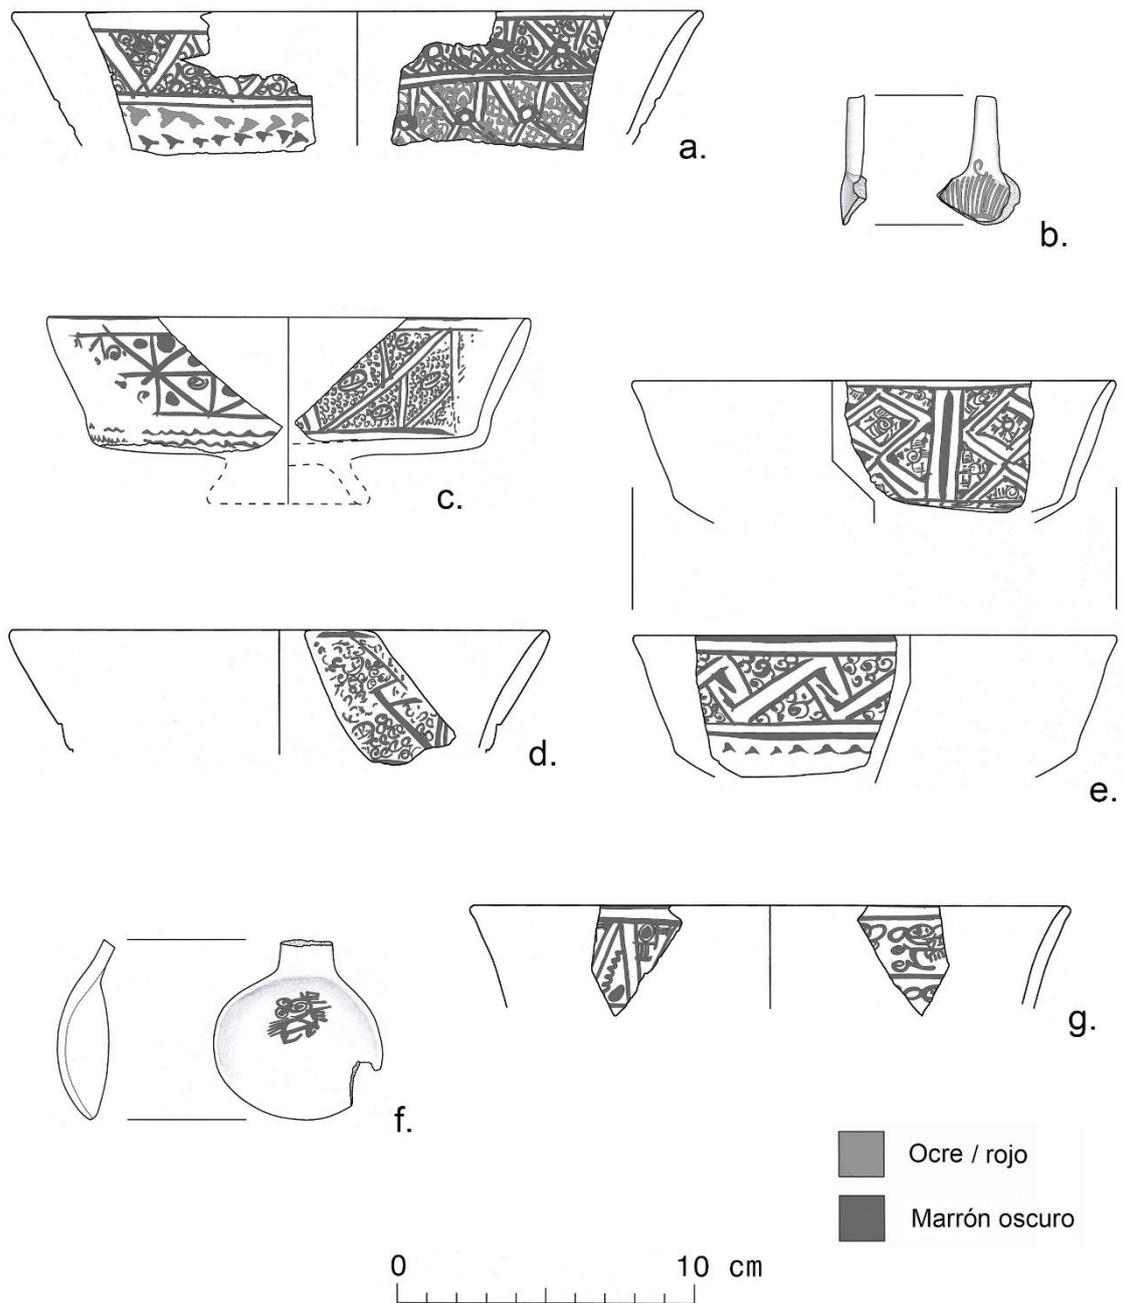 a.
b.
c.
d.
e.
f.
g.
Ocre / rojo
Marrón oscuro
0 10 cm